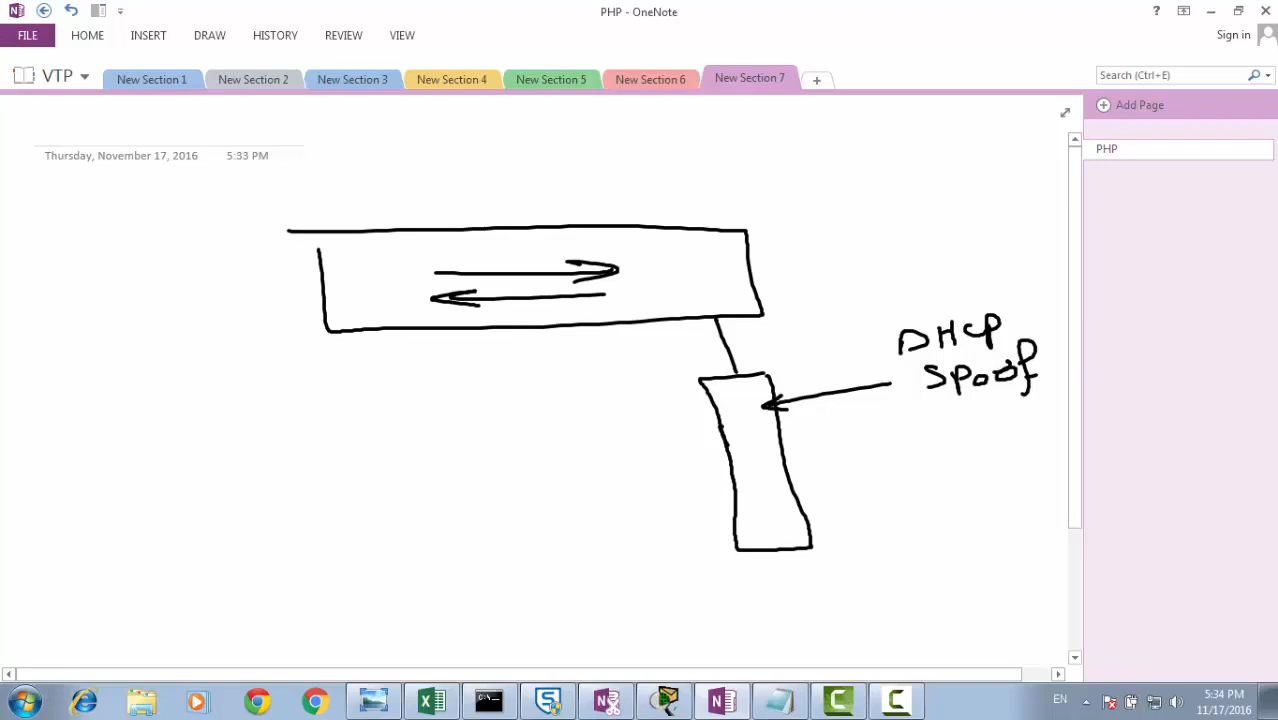 PHP - OneNote
?
FILE
HOME
INSERT
DRAW
HISTORY
REVIEW
VIEW
Sign in
VTP
New Section 1
New Section 2
New Section 3
New Section 4
New Section 5
New Section 6
New Section 7
+
Search (Ctrl+E)
Add Page
PHP
Thursday, November 17, 2016
5:33 PM
DHCP
Spoof
EN
5:34 PM
11/17/2016